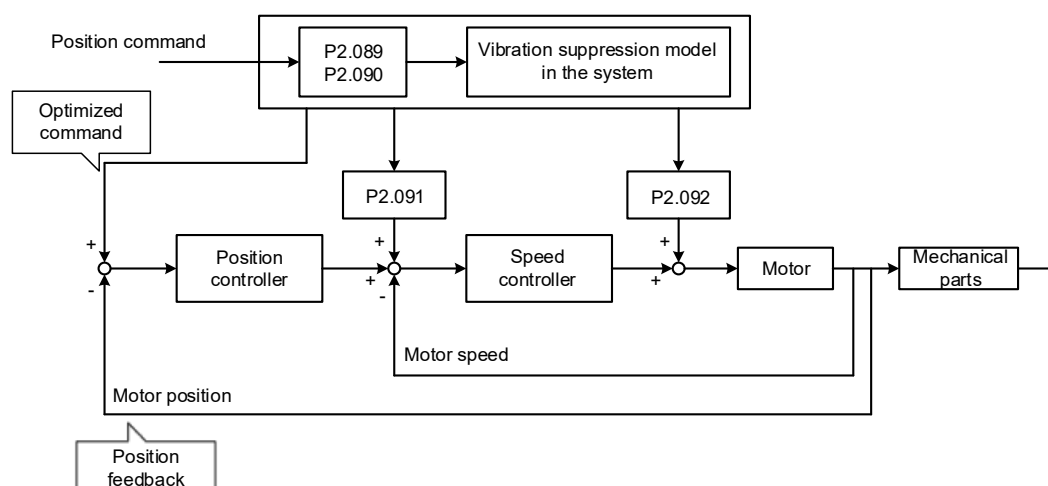 Position command
P2.089
P2.090
Vibration suppression model
in the system
Optimized
command
P2.091
P2.092
+
-
Position
controller
+
+
-
Speed
controller
+
+
Motor
Mechanical
parts
Motor speed
Motor position
Position
feedback